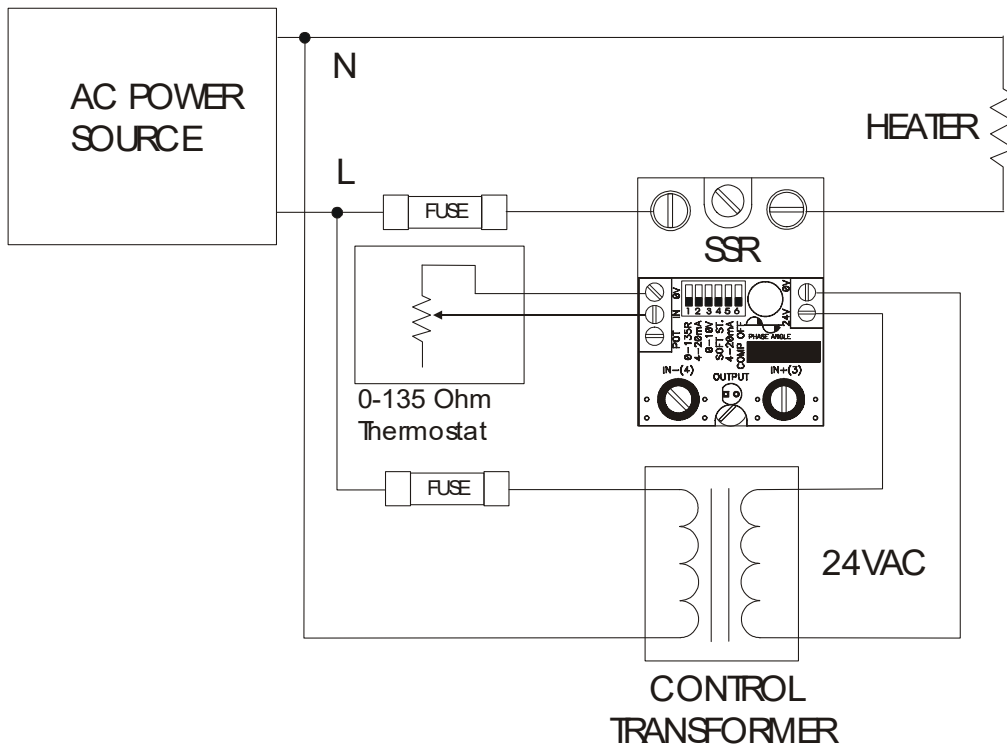 AC POWER
SOURCE
N
L
HEATER
FUSE
SSR
0V
IN
POT
1 2 3 4 5 6
0-135R
4-20mA
0-10V
SOFT ST.
4-20mA
COMP OFF
0V
24V
PHASE ANGLE
IN-(4)
OUTPUT
IN+(3)
0-135 Ohm
Thermostat
FUSE
24VAC
CONTROL
TRANSFORMER